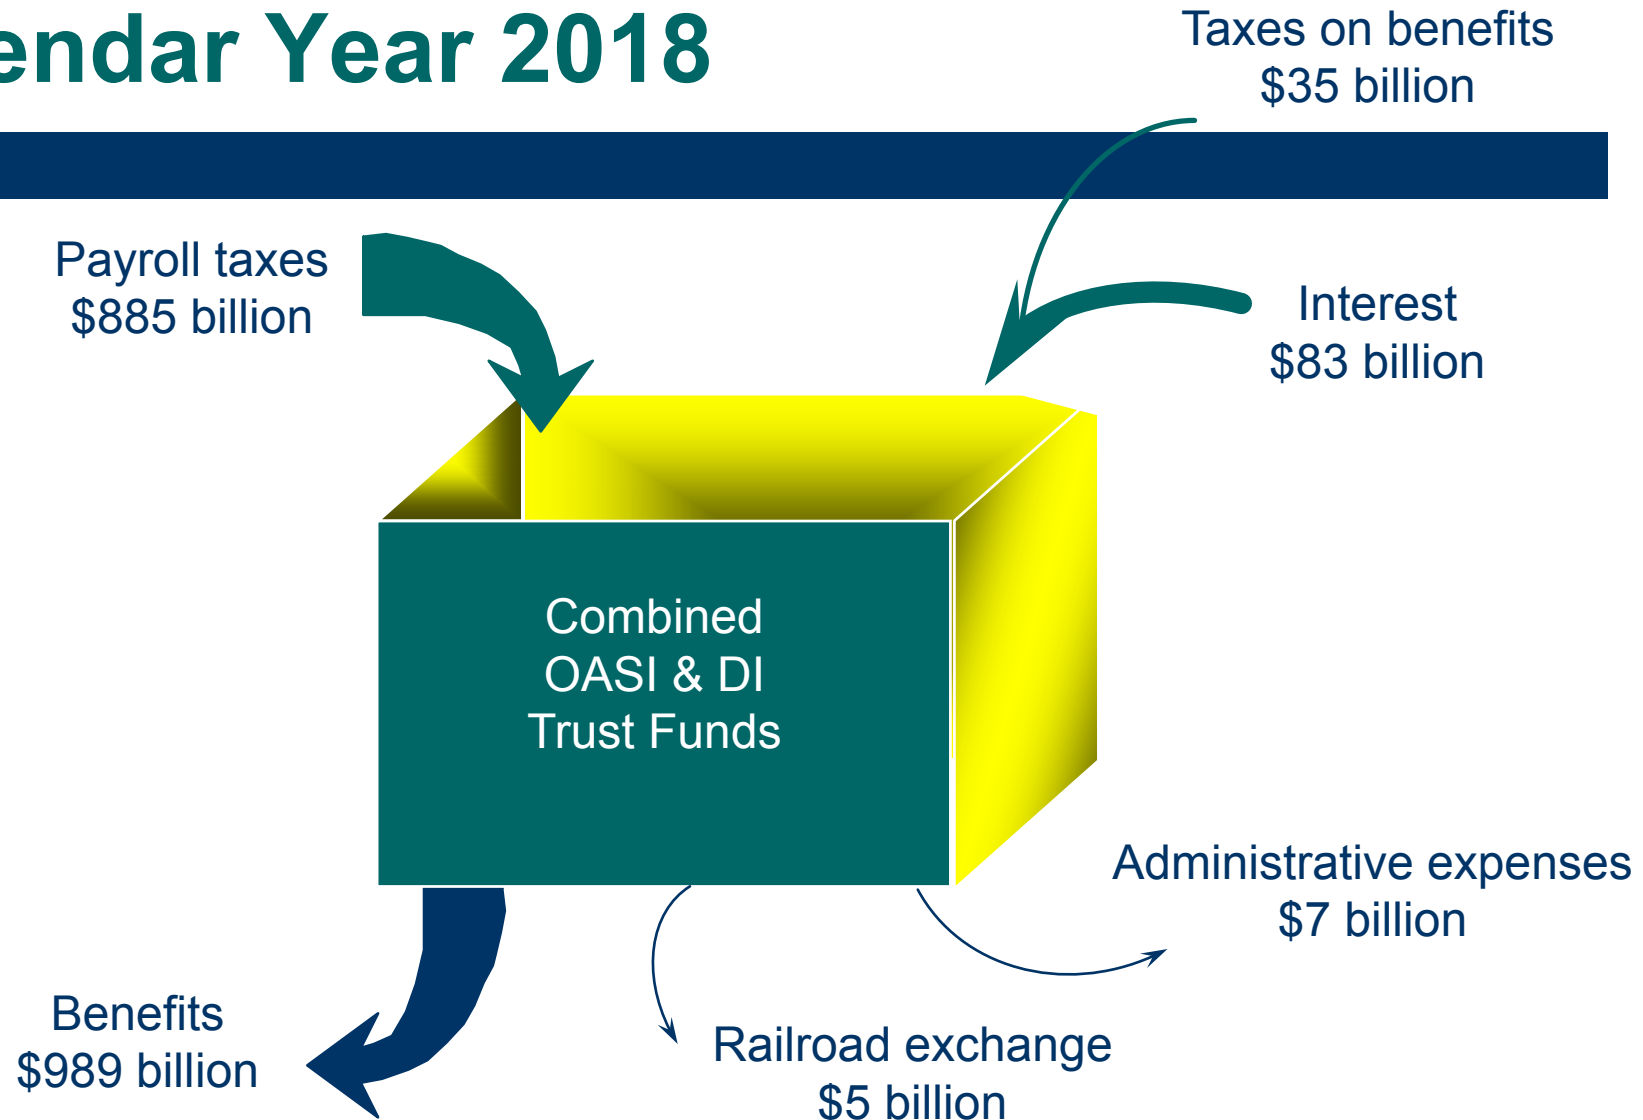 endar Year 2018
Taxes on benefits
$35 billion
Payroll taxes
$885 billion
Interest
$83 billion
Combined
OASI & DI
Trust Funds
Administrative expenses
$7 billion
Benefits
$989 billion
Railroad exchange
$5 billion